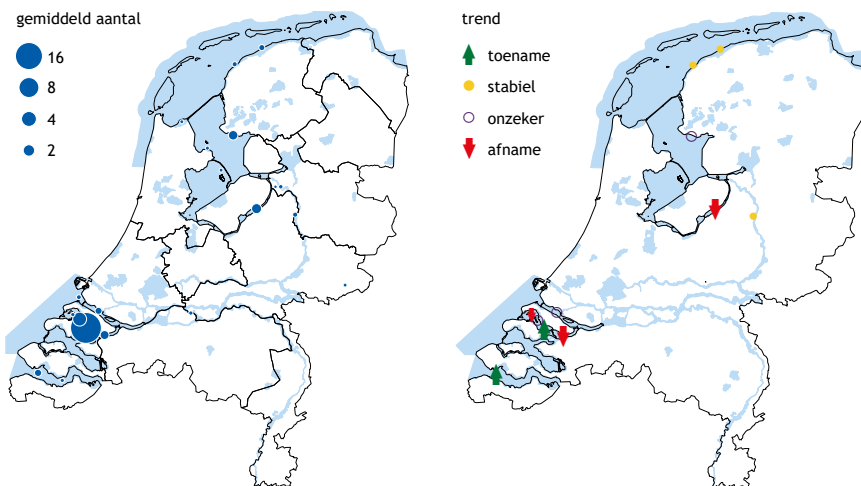 gemiddeld aantal
16
8
4
2
trend
toename
stabiel
onzeker
afname